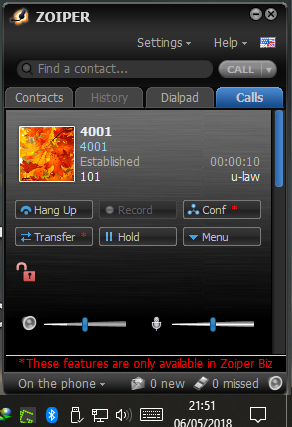 ZOIPER
Settings Help
Find a contact... CALL
Contacts History Dialpad Calls
4001
4001
Established 00:00:10
101 u-law
Hang Up Record Conf *
Transfer * Hold Menu
*These features are only available in Zoiper Biz
On the phone 0 new 0 missed
21:51
06/05/2018